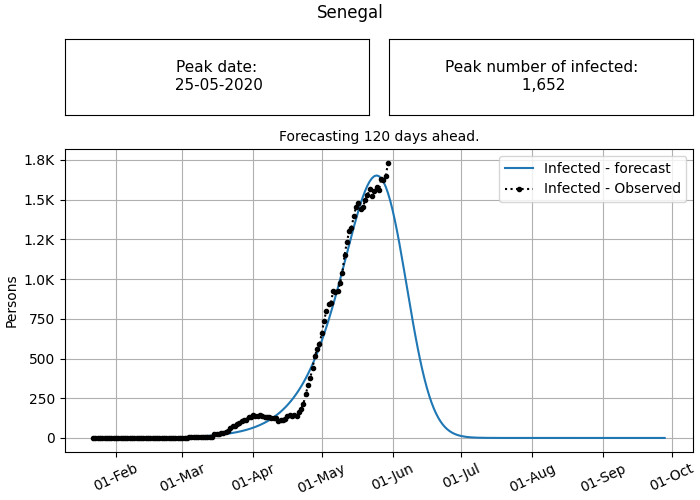 Senegal
Peak date:
25-05-2020
Peak number of infected:
1,652
Forecasting 120 days ahead.
Infected - forecast
Infected - Observed
Persons
1.8K
1.5K
1.2K
1.0K
750
500
250
0
01-Feb
01-Mar
01-Apr
01-May
01-Jun
01-Jul
01-Aug
01-Sep
01-Oct